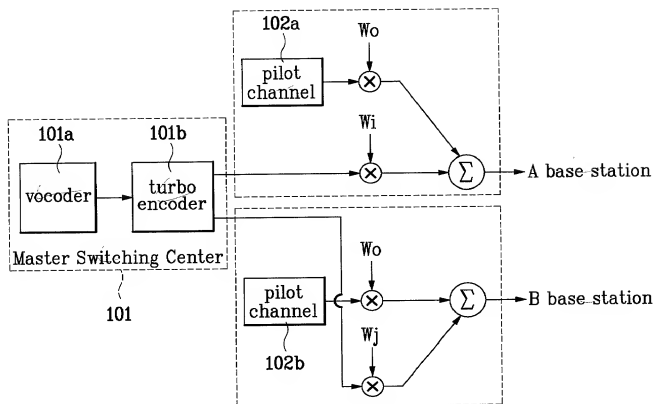 102a
Wo
pilot
channel
101a
101b
Wi
vocoder
turbo
encoder
Σ
A base station
Master Switching Center
101
Wo
pilot
channel
Σ
B base station
102b
Wj